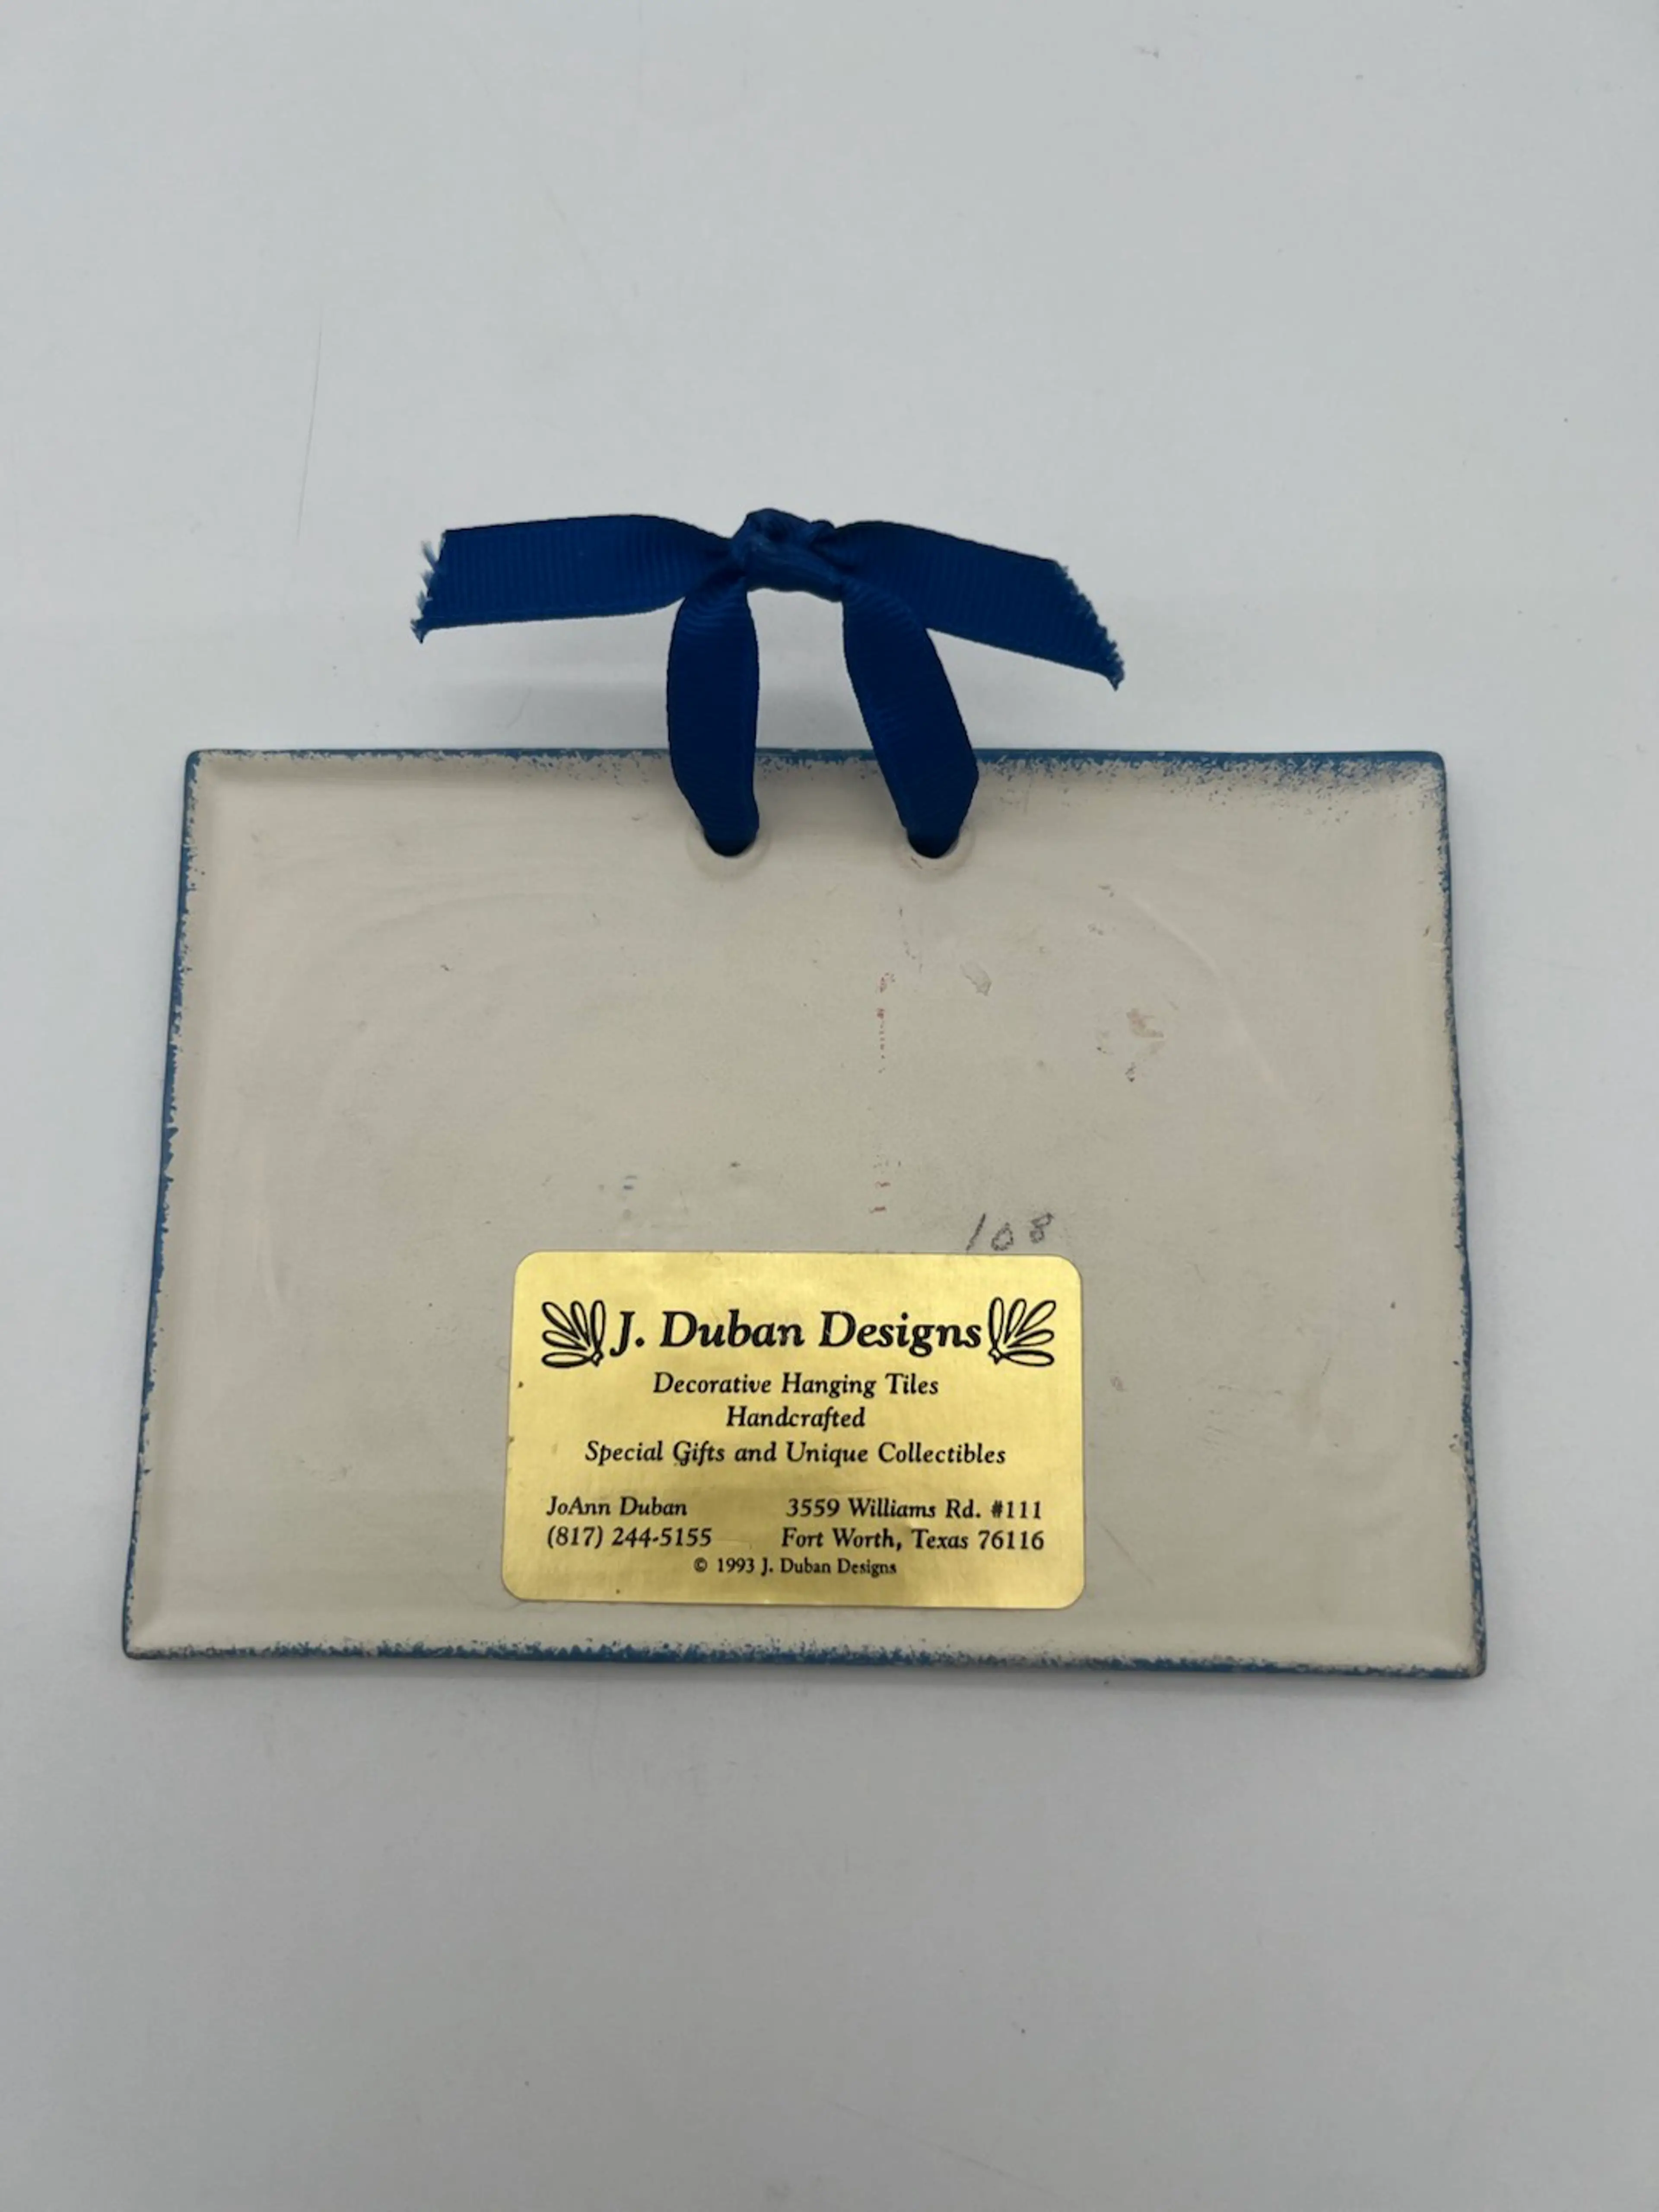 108
J. Duban Designs
Decorative Hanging Tiles
Handcrafted
Special Gifts and Unique Collectibles
JoAnn Duban 3559 Williams Rd. #111
(817) 244-5155 Fort Worth, Texas 76116
© 1993 J. Duban Designs